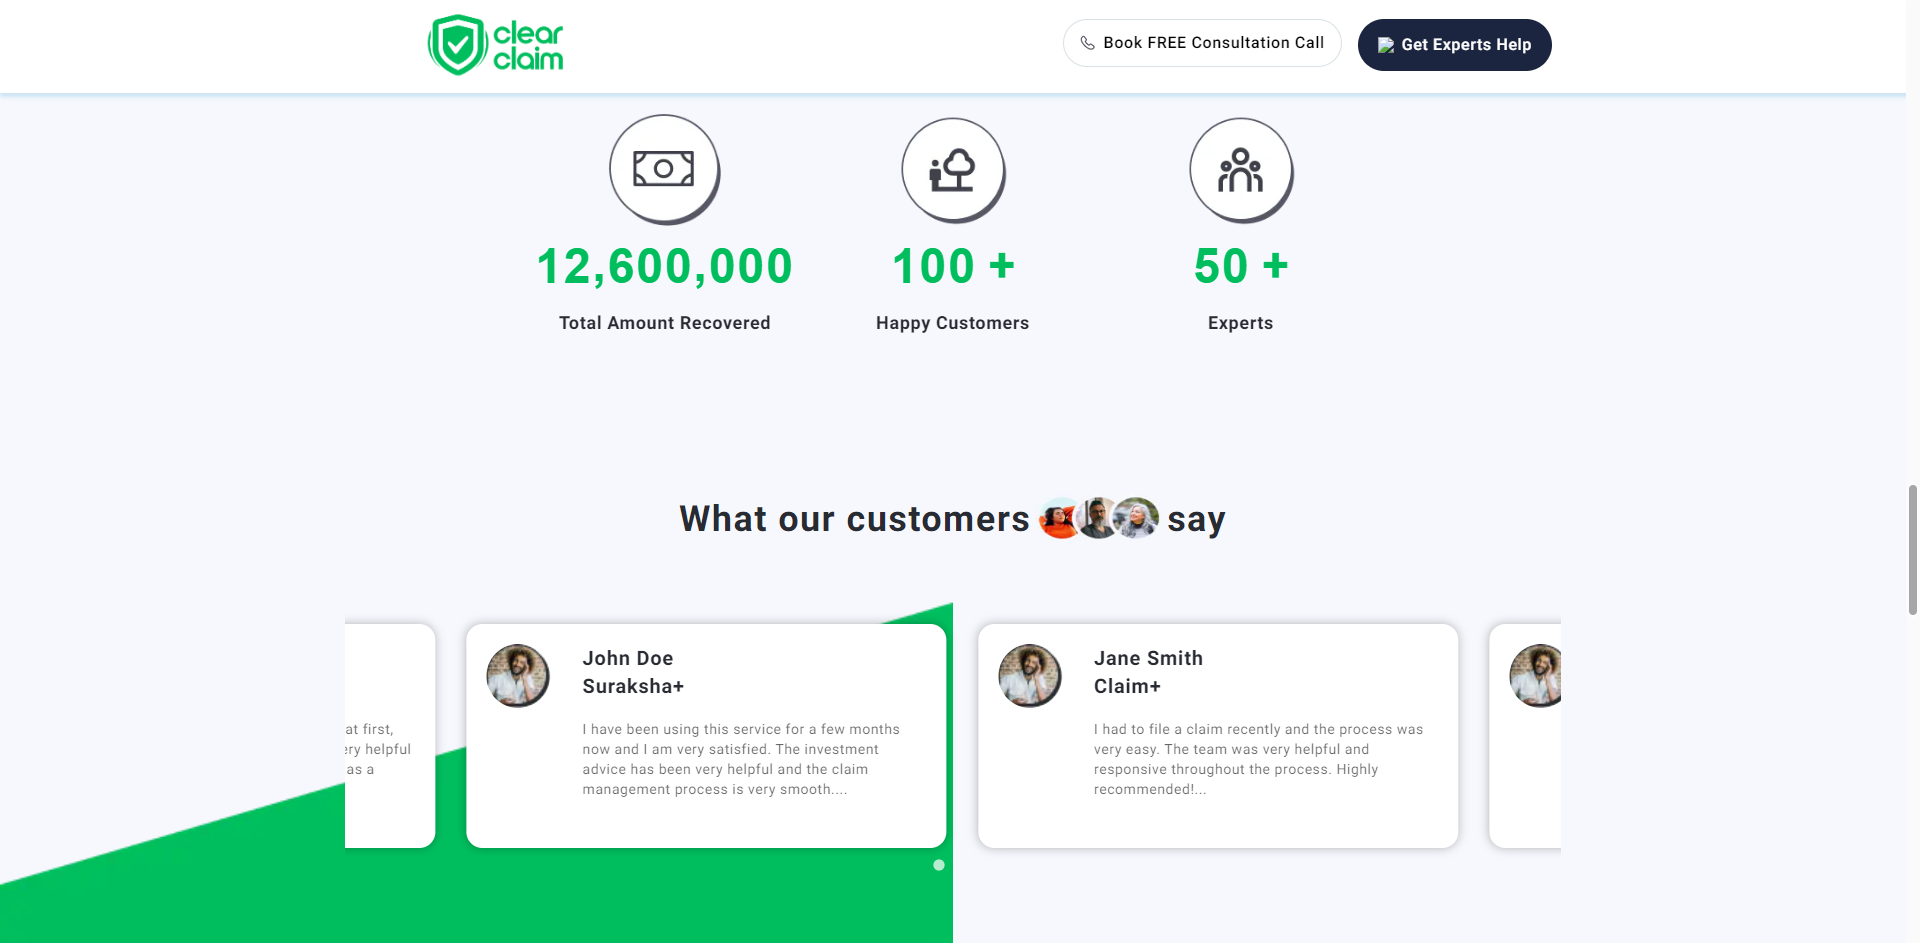 clear
claim
Book FREE Consultation Call
Get Experts Help
12,600,000
100 +
50 +
Total Amount Recovered
Happy Customers
Experts
What our customers say
at first,
ery helpful
as a
John Doe
Suraksha+
I have been using this service for a few months
now and I am very satisfied. The investment
advice has been very helpful and the claim
management process is very smooth....
Jane Smith
Claim+
I had to file a claim recently and the process was
very easy. The team was very helpful and
responsive throughout the process. Highly
recommended!...